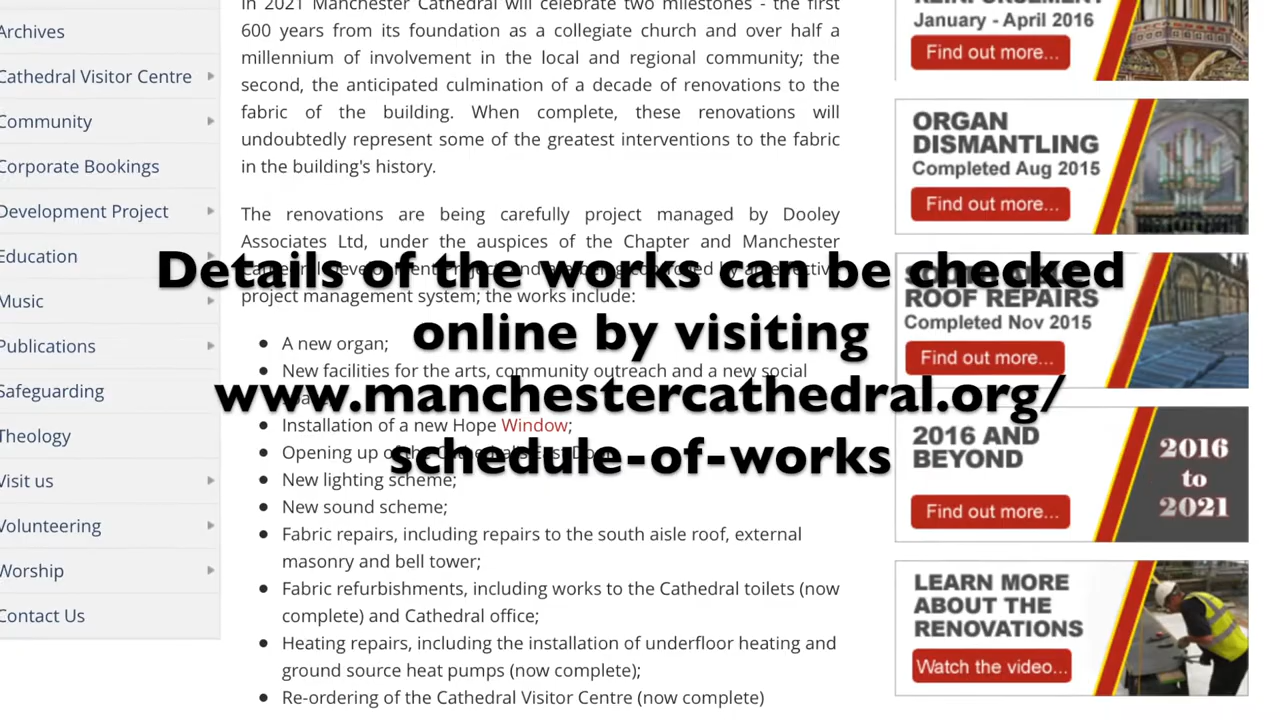 Archives
Cathedral Visitor Centre
Community
Corporate Bookings
Development Project
Education
Music
Publications
Safeguarding
Theology
Visit us
Volunteering
Worship
Contact Us
In 2021 Manchester Cathedral will celebrate two milestones - the first
600 years from its foundation as a collegiate church and over half a
millennium of involvement in the local and regional community; the
second, the anticipated culmination of a decade of renovations to the
fabric of the building. When complete, these renovations will
undoubtedly represent some of the greatest interventions to the fabric
in the building's history.
The renovations are being carefully project managed by Dooley
Associates Ltd, under the auspices of the Chapter and Manchester
project management system; the works include:
A new organ;
New facilities for the arts, community outreach and a new social
Installation of a new Hope Window;
Opening up of the Cathedral's East Door;
New lighting scheme;
New sound scheme;
Fabric repairs, including repairs to the south aisle roof, external
masonry and bell tower;
Fabric refurbishments, including works to the Cathedral toilets (now
complete) and Cathedral office;
Heating repairs, including the installation of underfloor heating and
ground source heat pumps (now complete);
Re-ordering of the Cathedral Visitor Centre (now complete)
Details of the works can be checked
online by visiting
www.manchestercathedral.org/
schedule-of-works
January - April 2016
Find out more...
ORGAN
DISMANTLING
Completed Aug 2015
Find out more...
ROOF REPAIRS
Completed Nov 2015
Find out more...
2016 AND
BEYOND
Find out more...
2016
to
2021
LEARN MORE
ABOUT THE
RENOVATIONS
Watch the video...